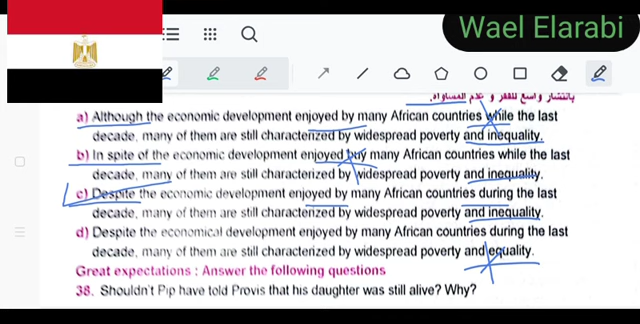 Wael Elarabi
بانتشار واسع للفقر و عدم المساواة.
a) Although the economic development enjoyed by many African countries while the last
decade, many of them are still characterized by widespread poverty and inequality.
b) In spite of the economic development enjoyed buy many African countries while the last
decade, many of them are still characterized by widespread poverty and inequality.
c) Despite the economic development enjoyed by many African countries during the last
decade, many of them are still characterized by widespread poverty and inequality.
d) Despite the economical development enjoyed by many African countries during the last
decade, many of them are still characterized by widespread poverty and equality.
Great expectations : Answer the following questions
38. Shouldn't Pip have told Provis that his daughter was still alive? Why?